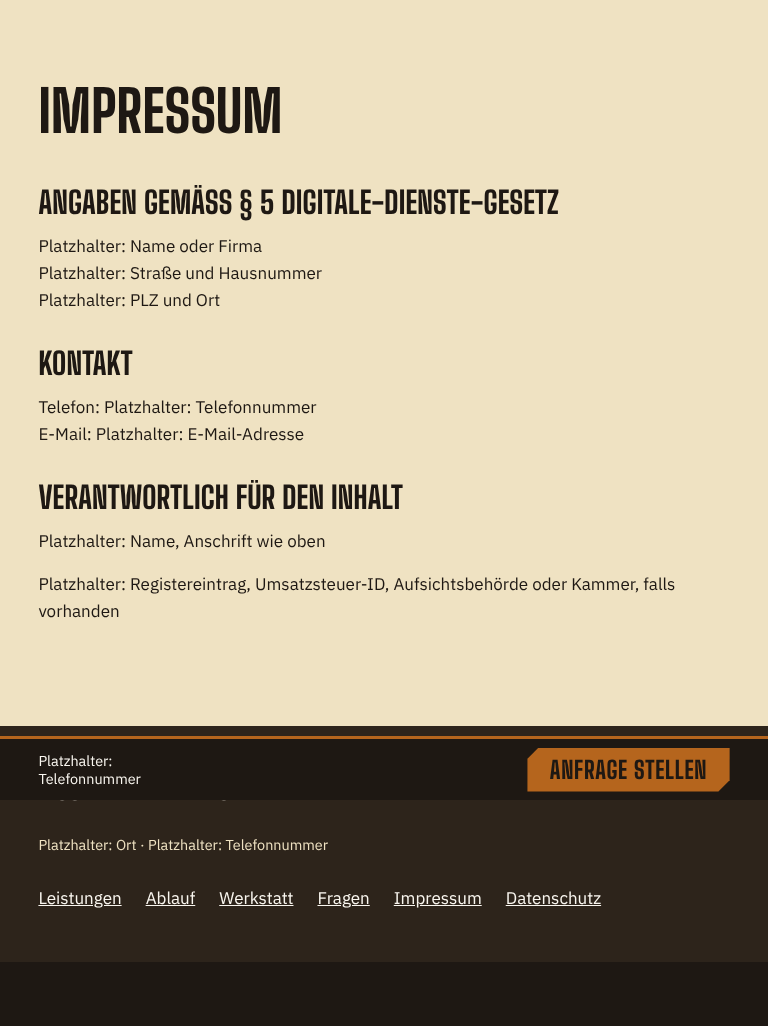 IMPRESSUM
ANGABEN GEMÄSS § 5 DIGITALE-DIENSTE-GESETZ
Platzhalter: Name oder Firma
Platzhalter: Straße und Hausnummer
Platzhalter: PLZ und Ort
KONTAKT
Telefon: Platzhalter: Telefonnummer
E-Mail: Platzhalter: E-Mail-Adresse
VERANTWORTLICH FÜR DEN INHALT
Platzhalter: Name, Anschrift wie oben
Platzhalter: Registereintrag, Umsatzsteuer-ID, Aufsichtsbehörde oder Kammer, falls
vorhanden
Platzhalter:
Telefonnummer
ANFRAGE STELLEN
Platzhalter: Ort · Platzhalter: Telefonnummer
Leistungen Ablauf Werkstatt Fragen Impressum Datenschutz